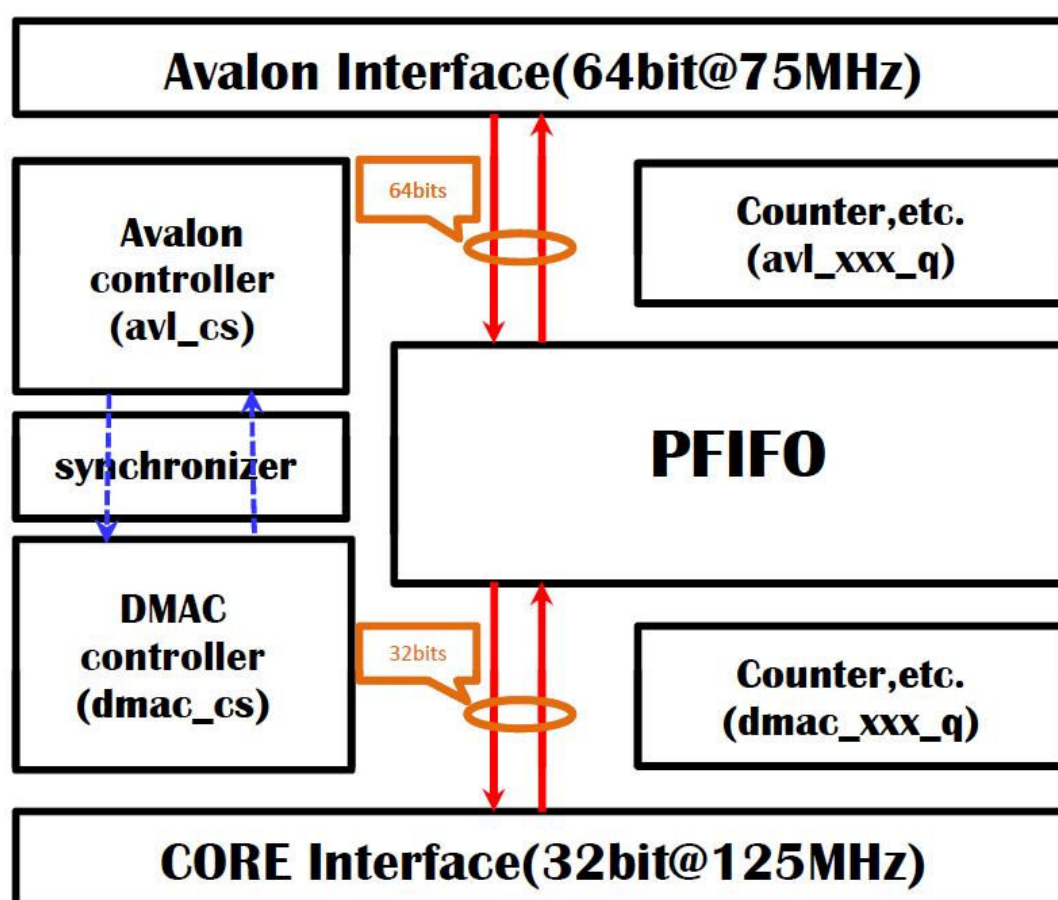 Avalon Interface(64bit@75MHz)
Avalon
controller
(avl_cs)
64bits
Counter,etc.
(avl_xxx_q)
synchronizer
PFIFO
DMAC
controller
(dmac_cs)
32bits
Counter,etc.
(dmac_xxx_q)
CORE Interface(32bit@125MHz)